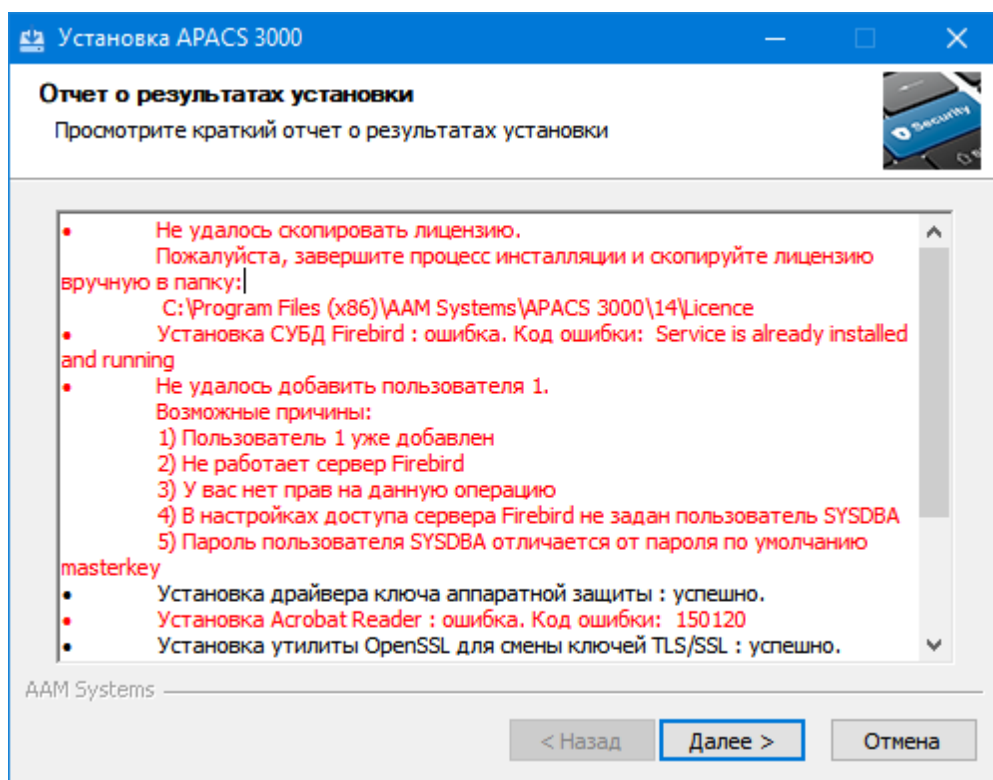 Установка APACS 3000
Отчет о результатах установки
Просмотрите краткий отчет о результатах установки
Security
• Не удалось скопировать лицензию.
Пожалуйста, завершите процесс инсталляции и скопируйте лицензию
вручную в папку:
C:\Program Files (x86)\AAM Systems\APACS 3000\14\Licence
• Установка СУБД Firebird : ошибка. Код ошибки: Service is already installed
and running
• Не удалось добавить пользователя 1.
Возможные причины:
1) Пользователь 1 уже добавлен
2) Не работает сервер Firebird
3) У вас нет прав на данную операцию
4) В настройках доступа сервера Firebird не задан пользователь SYSDBA
5) Пароль пользователя SYSDBA отличается от пароля по умолчанию
masterkey
• Установка драйвера ключа аппаратной защиты : успешно.
• Установка Acrobat Reader : ошибка. Код ошибки: 150120
• Установка утилиты OpenSSL для смены ключей TLS/SSL : успешно.
AAM Systems
< Назад
Далее >
Отмена